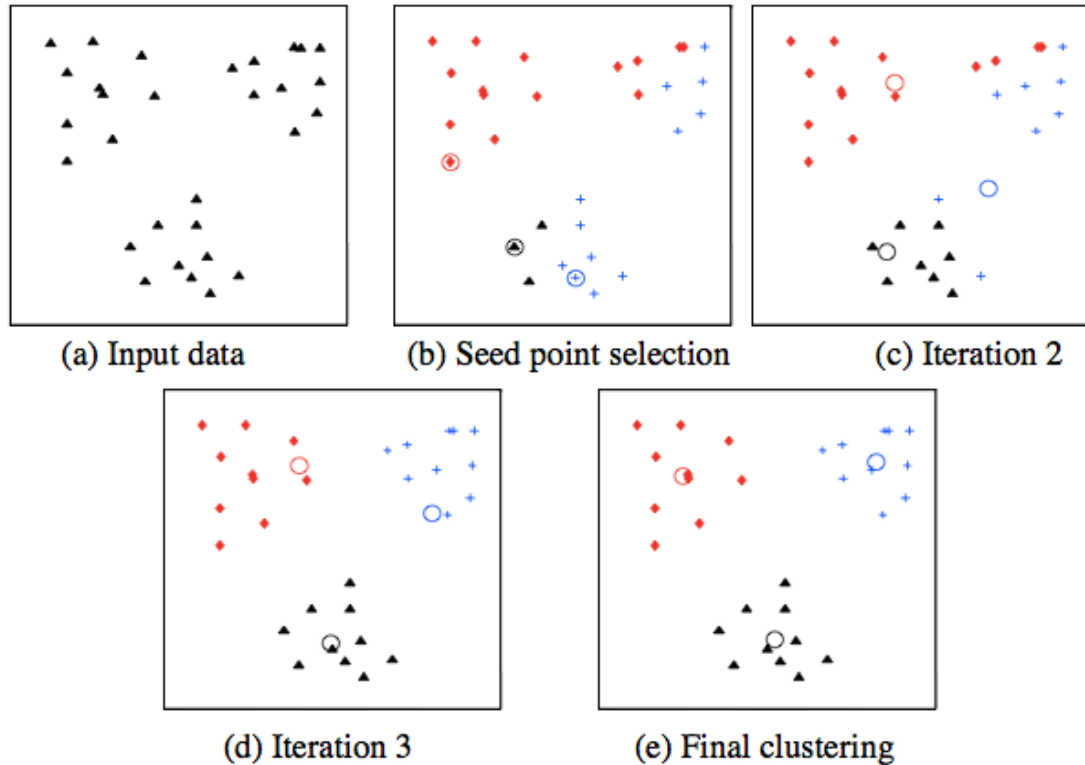 (a) Input data
(b) Seed point selection
(c) Iteration 2
(d) Iteration 3
(e) Final clustering